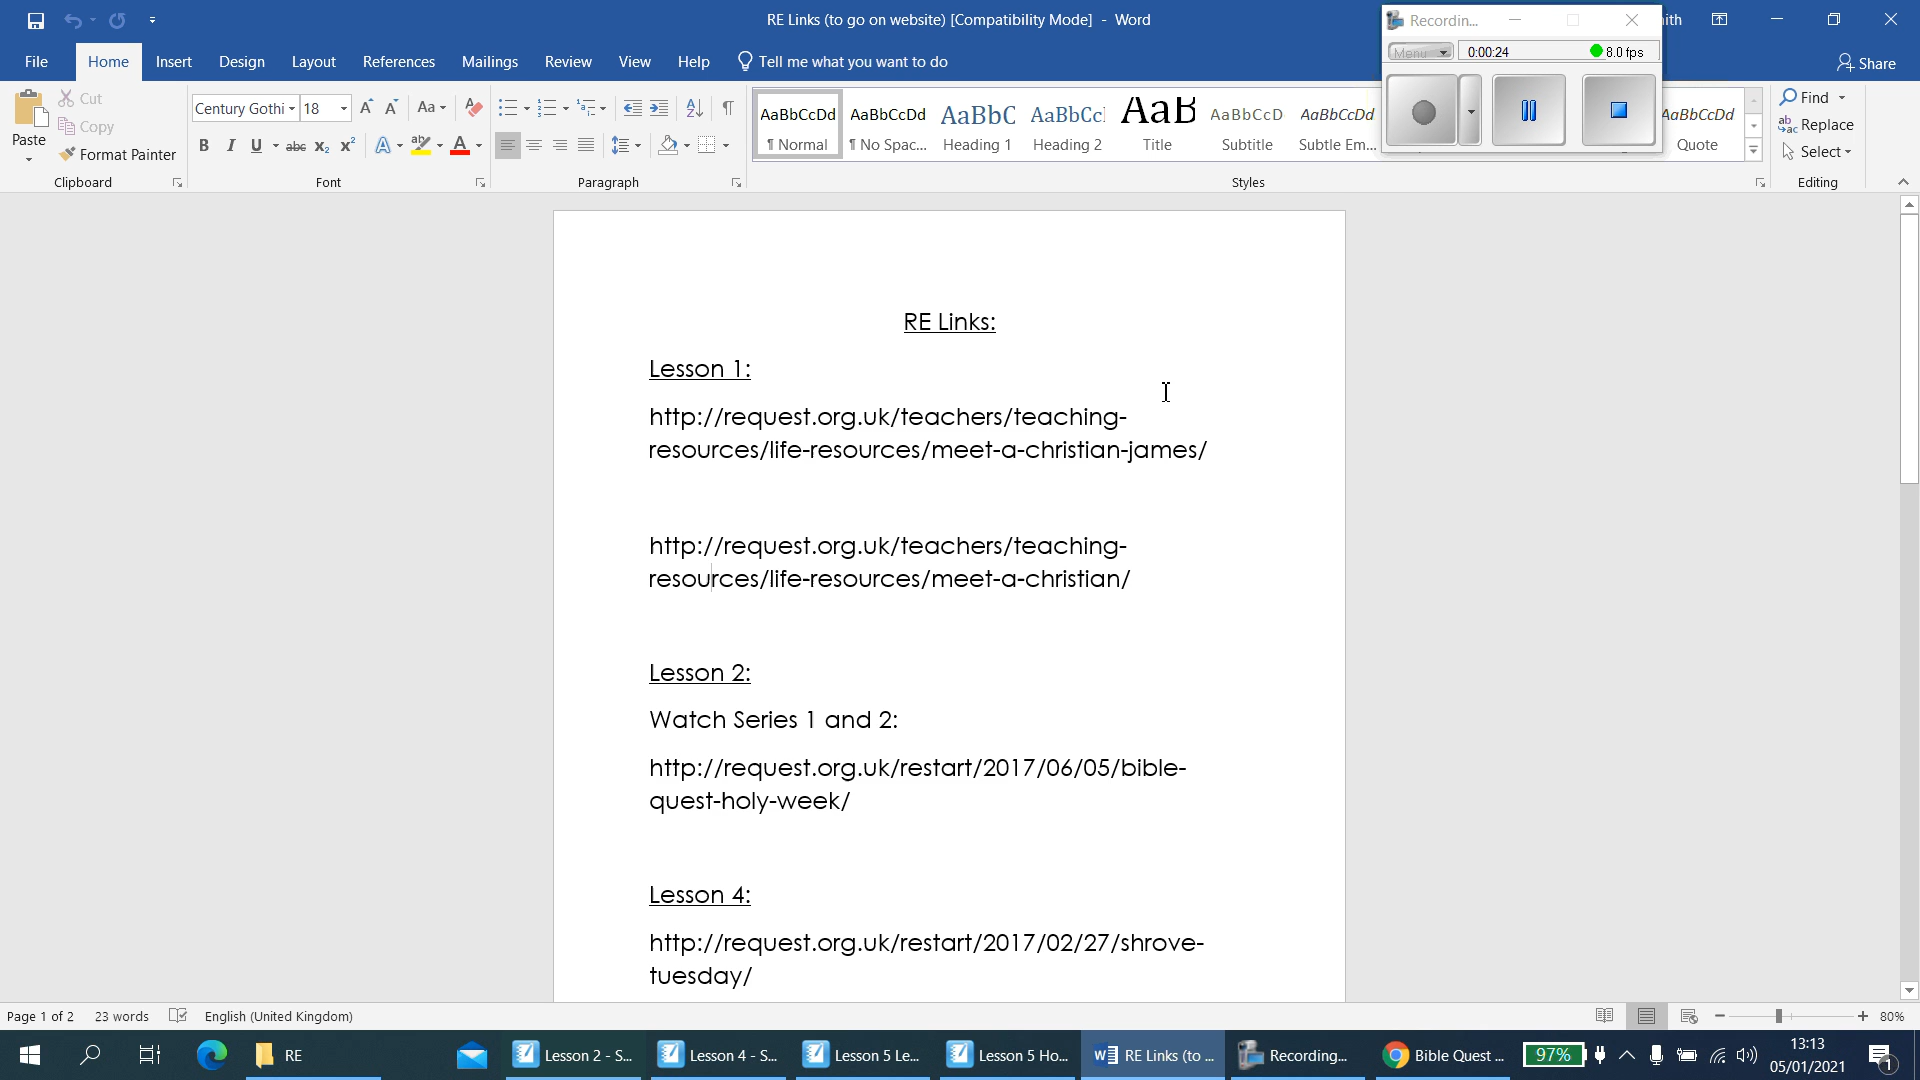 RE Links (to go on website) [Compatibility Mode] - Word
ith
Recordin...
File Home Insert Design Layout References Mailings Review View Help Tell me what you want to do
Share
Menu 0:00:24 8.0 fps
Paste
Cut
Copy
Format Painter
Clipboard
Century Gothi 18
Font
Paragraph
AaBbCcDd AaBbCcDd AaBbC AaBbCc AaB AaBbCcD AaBbCcDd AaBbCcDd
¶ Normal ¶ No Spac... Heading 1 Heading 2 Title Subtitle Subtle Em... Quote
Styles
Find
Replace
Select
Editing
RE Links:
Lesson 1:
http://request.org.uk/teachers/teaching-
resources/life-resources/meet-a-christian-james/
http://request.org.uk/teachers/teaching-
resources/life-resources/meet-a-christian/
Lesson 2:
Watch Series 1 and 2:
http://request.org.uk/restart/2017/06/05/bible-
quest-holy-week/
Lesson 4:
http://request.org.uk/restart/2017/02/27/shrove-
tuesday/
Page 1 of 2 23 words English (United Kingdom) 80%
RE Lesson 2 - S... Lesson 4 - S... Lesson 5 Le... Lesson 5 Ho... RE Links (to ... Recording... Bible Quest ... 97%
13:13
05/01/2021
1